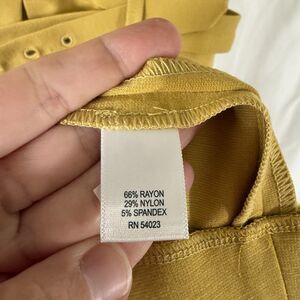 66% RAYON
29% NYLON
5% SPANDEX
RN 54023